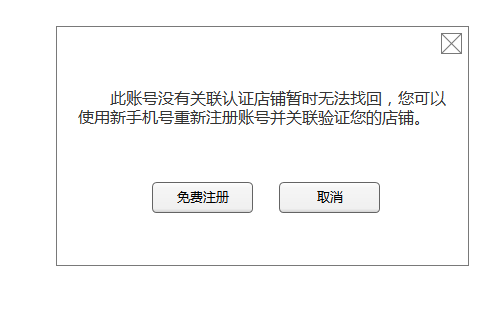 此账号没有关联认证店铺暂时无法找回，您可以
使用新手机号重新注册账号并关联验证您的店铺。
免费注册
取消